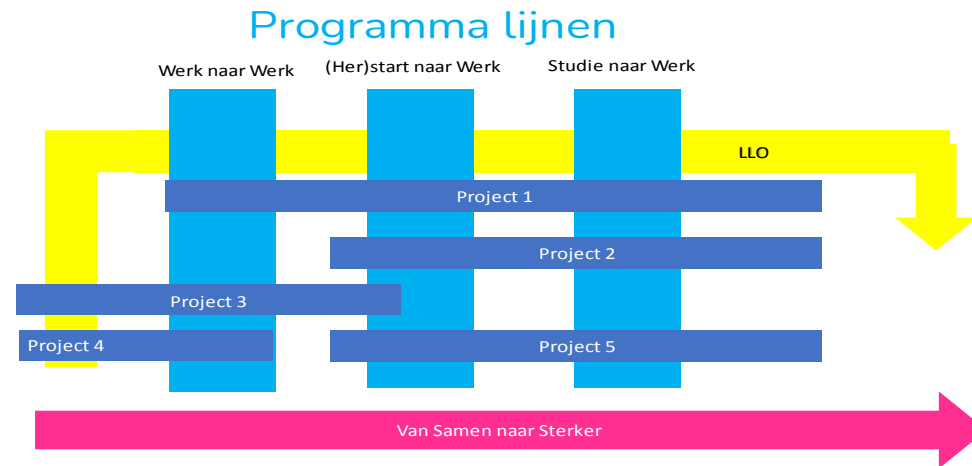 Programma lijnen
Werk naar Werk
(Her)start naar Werk
Studie naar Werk
LLO
Project 1
Project 2
Project 3
Project 4
Project 5
Van Samen naar Sterker